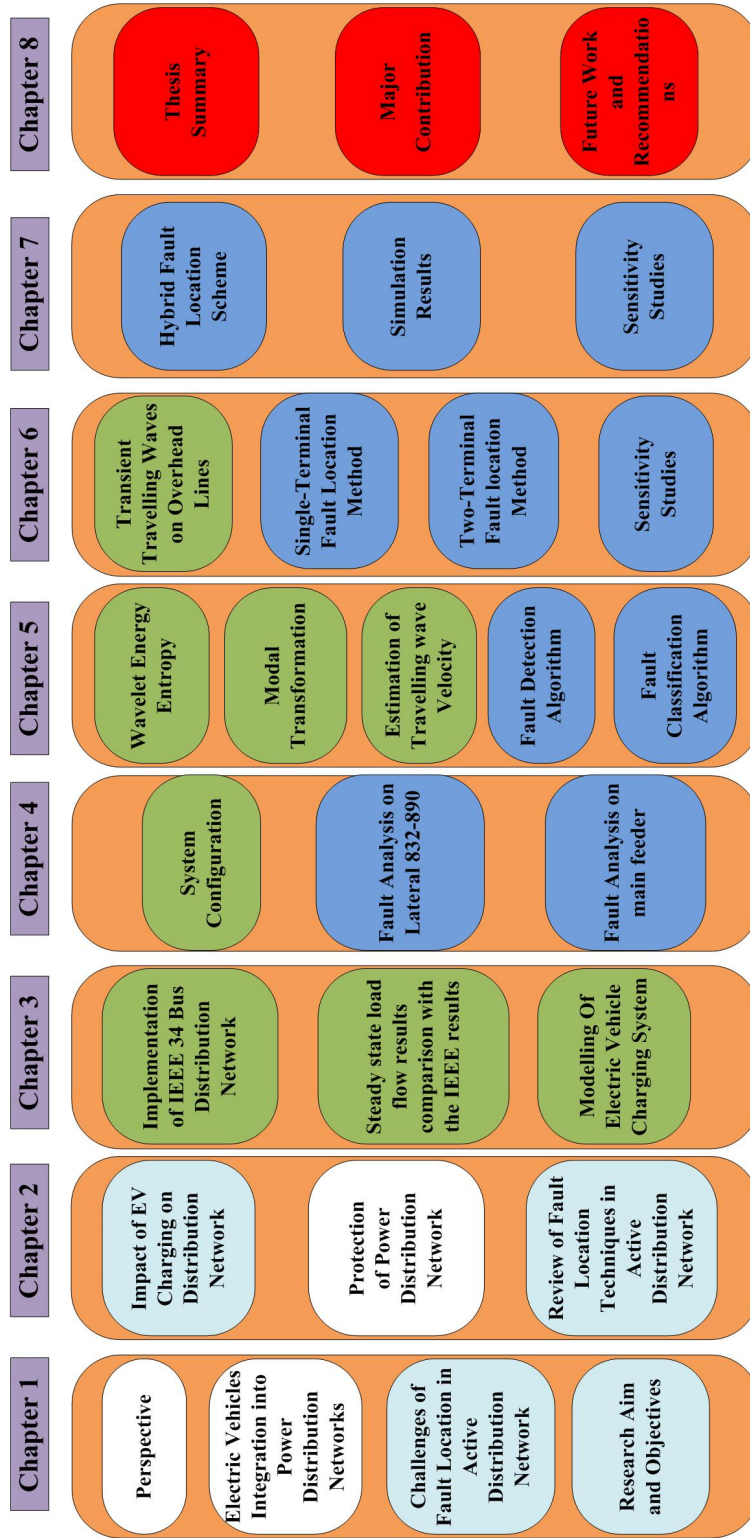 Chapter 1
Perspective
Electric Vehicles
Integration into
Power
Distribution
Networks
Challenges of
Fault Location in
Active
Distribution
Network
Research Aim
and Objectives
Chapter 2
Impact of EV
Charging on
Distribution
Network
Protection
of Power
Distribution
Network
Review of Fault
Location
Techniques in
Active
Distribution
Network
Chapter 3
Implementation
of IEEE 34 Bus
Distribution
Network
Steady state load
flow results
comparison with
the IEEE results
Modelling Of
Electric Vehicle
Charging System
Chapter 4
System
Configuration
Fault Analysis on
Lateral 832-890
Fault Analysis on
main feeder
Chapter 5
Wavelet Energy
Entropy
Modal
Transformation
Estimation of
Travelling wave
Velocity
Fault Detection
Algorithm
Fault
Classification
Algorithm
Chapter 6
Transient
Travelling Waves
on Overhead
Lines
Single-Terminal
Fault Location
Method
Two-Terminal
Fault location
Method
Sensitivity
Studies
Chapter 7
Hybrid Fault
Location
Scheme
Simulation
Results
Sensitivity
Studies
Chapter 8
Thesis
Summary
Major
Contribution
Future Work
and
Recommendatio
ns